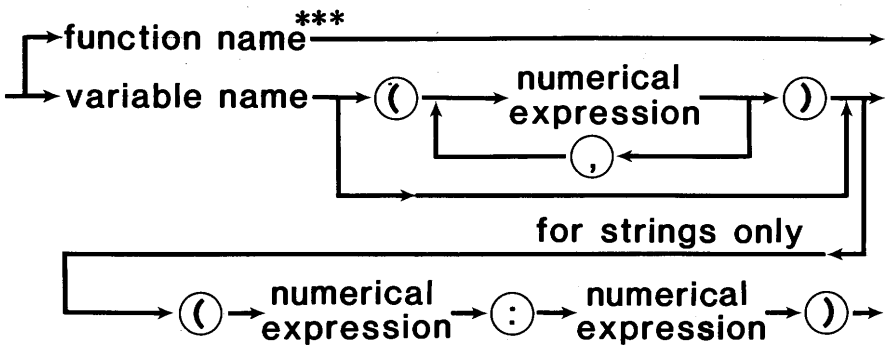 function name***
variable name ( numerical expression )
,
for strings only
( numerical expression : numerical expression )